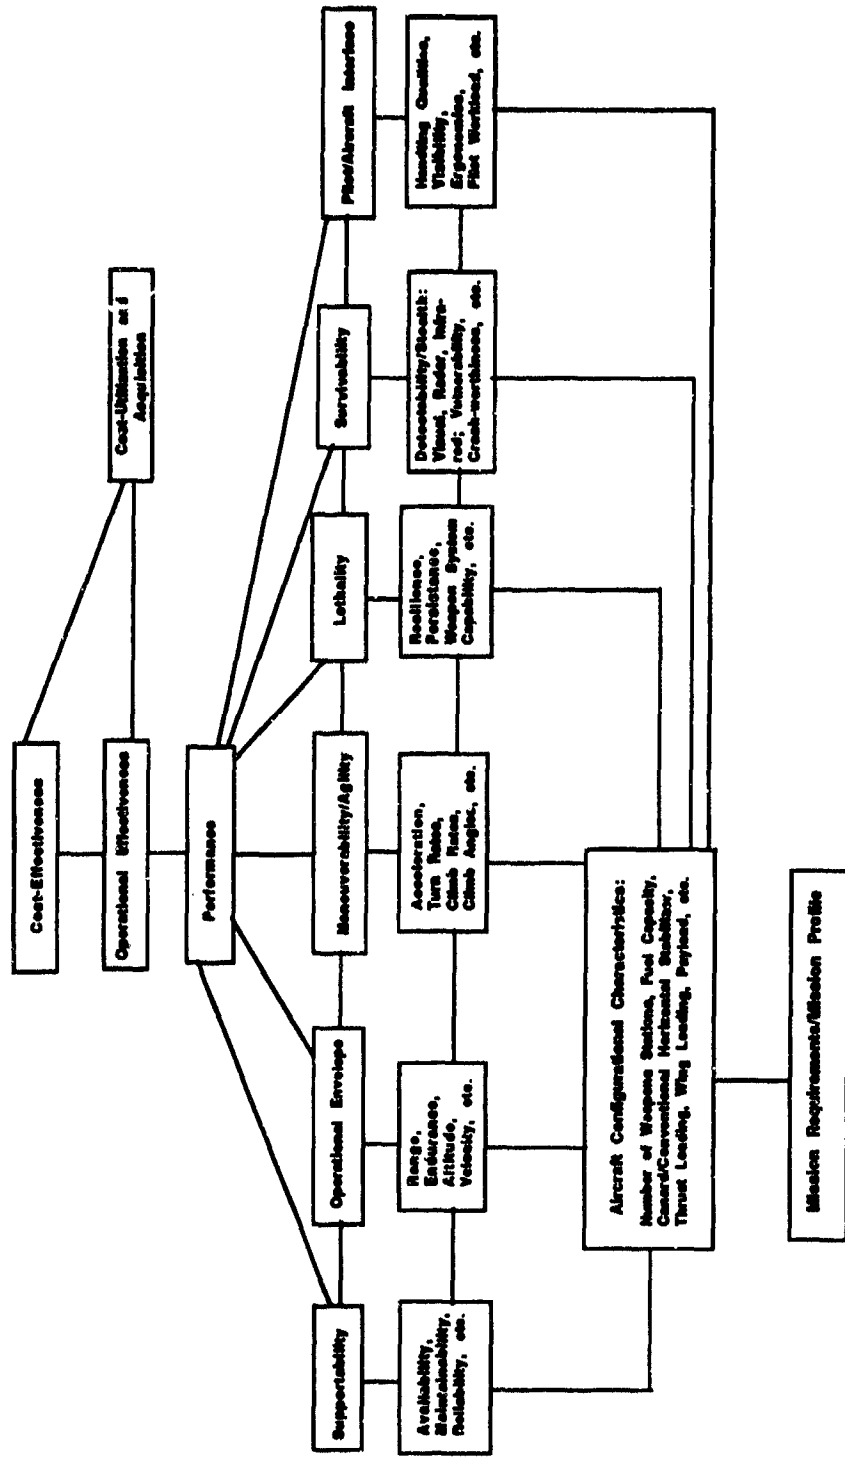 Cost-Effectiveness
Cost-Utilization and
Acquisition
Operational Effectiveness
Performance
Supportability
Operational Envelope
Maneuverability/Agility
Lethality
Survivability
Pilot/Aircraft Interface
Availability,
Maintainability,
Reliability, etc.
Range,
Endurance,
Altitude,
Velocity, etc.
Acceleration,
Turn Rates,
Climb Rates,
Climb Angles, etc.
Resilience,
Persistence,
Weapon System
Capability, etc.
Detectability/Stealth:
Visual, Radar, Infra-
red; Vulnerability,
Crash-worthiness, etc.
Handling Qualities,
Visibility,
Ergonomics,
Pilot Workload, etc.
Aircraft Configurational Characteristics:
Number of Weapons Stations, Fuel Capacity,
Canard/Conventional Horizontal Stabilizer,
Thrust Loading, Wing Loading, Payload, etc.
Mission Requirements/Mission Profile